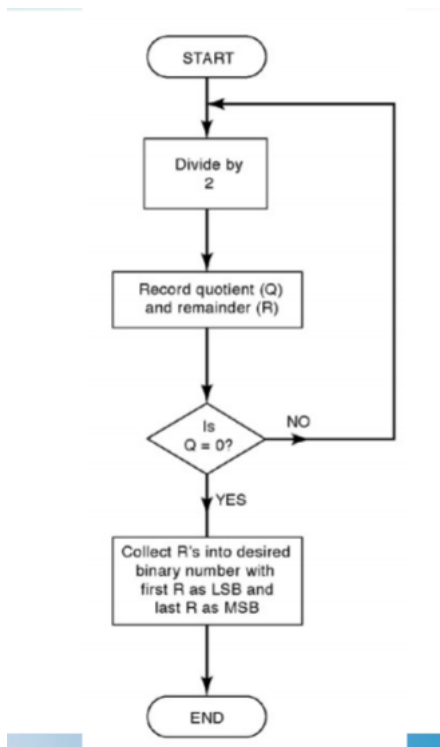 START
Divide by
2
Record quotient (Q)
and remainder (R)
Is
Q = 0?
NO
YES
Collect R's into desired
binary number with
first R as LSB and
last R as MSB
END